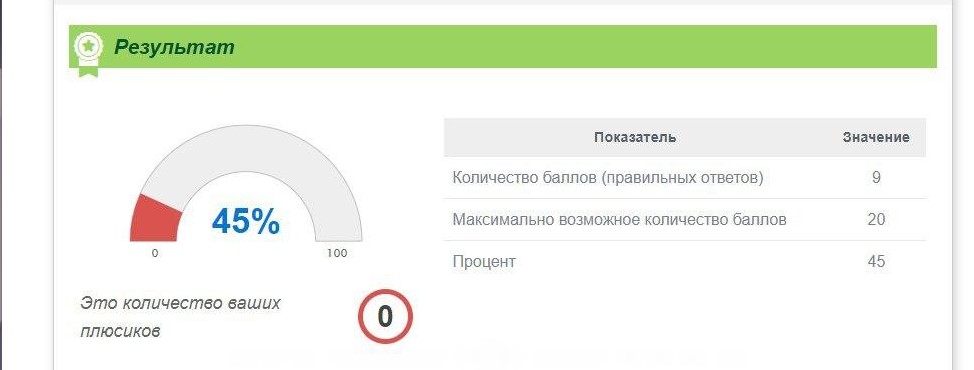 Результат
45%
0
100
Это количество ваших
плюсиков
0
Показатель Значение
Количество баллов (правильных ответов) 9
Максимально возможное количество баллов 20
Процент 45